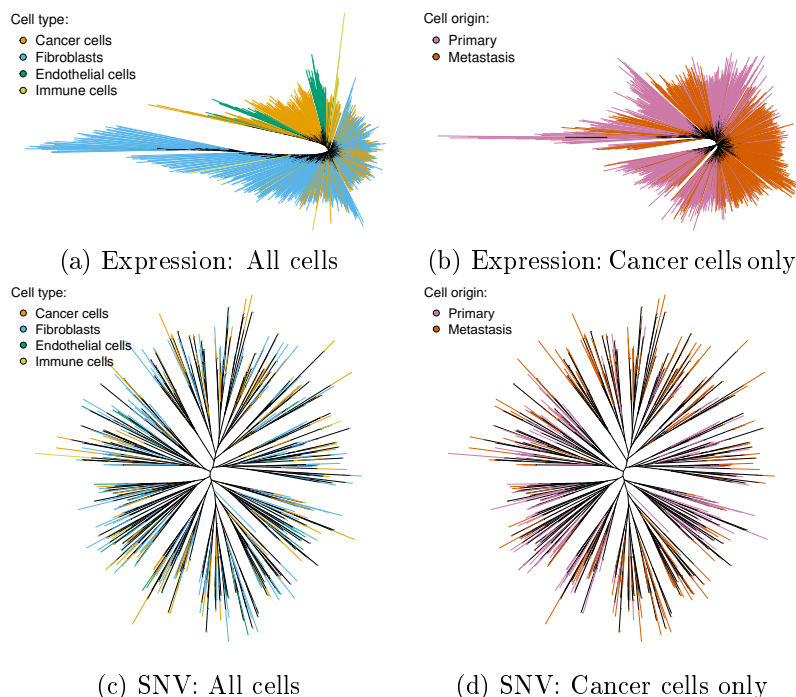 Cell type:
Cancer cells
Fibroblasts
Endothelial cells
Immune cells
(a) Expression: All cells
Cell origin:
Primary
Metastasis
(b) Expression: Cancer cells only
Cell type:
Cancer cells
Fibroblasts
Endothelial cells
Immune cells
(c) SNV: All cells
Cell origin:
Primary
Metastasis
(d) SNV: Cancer cells only